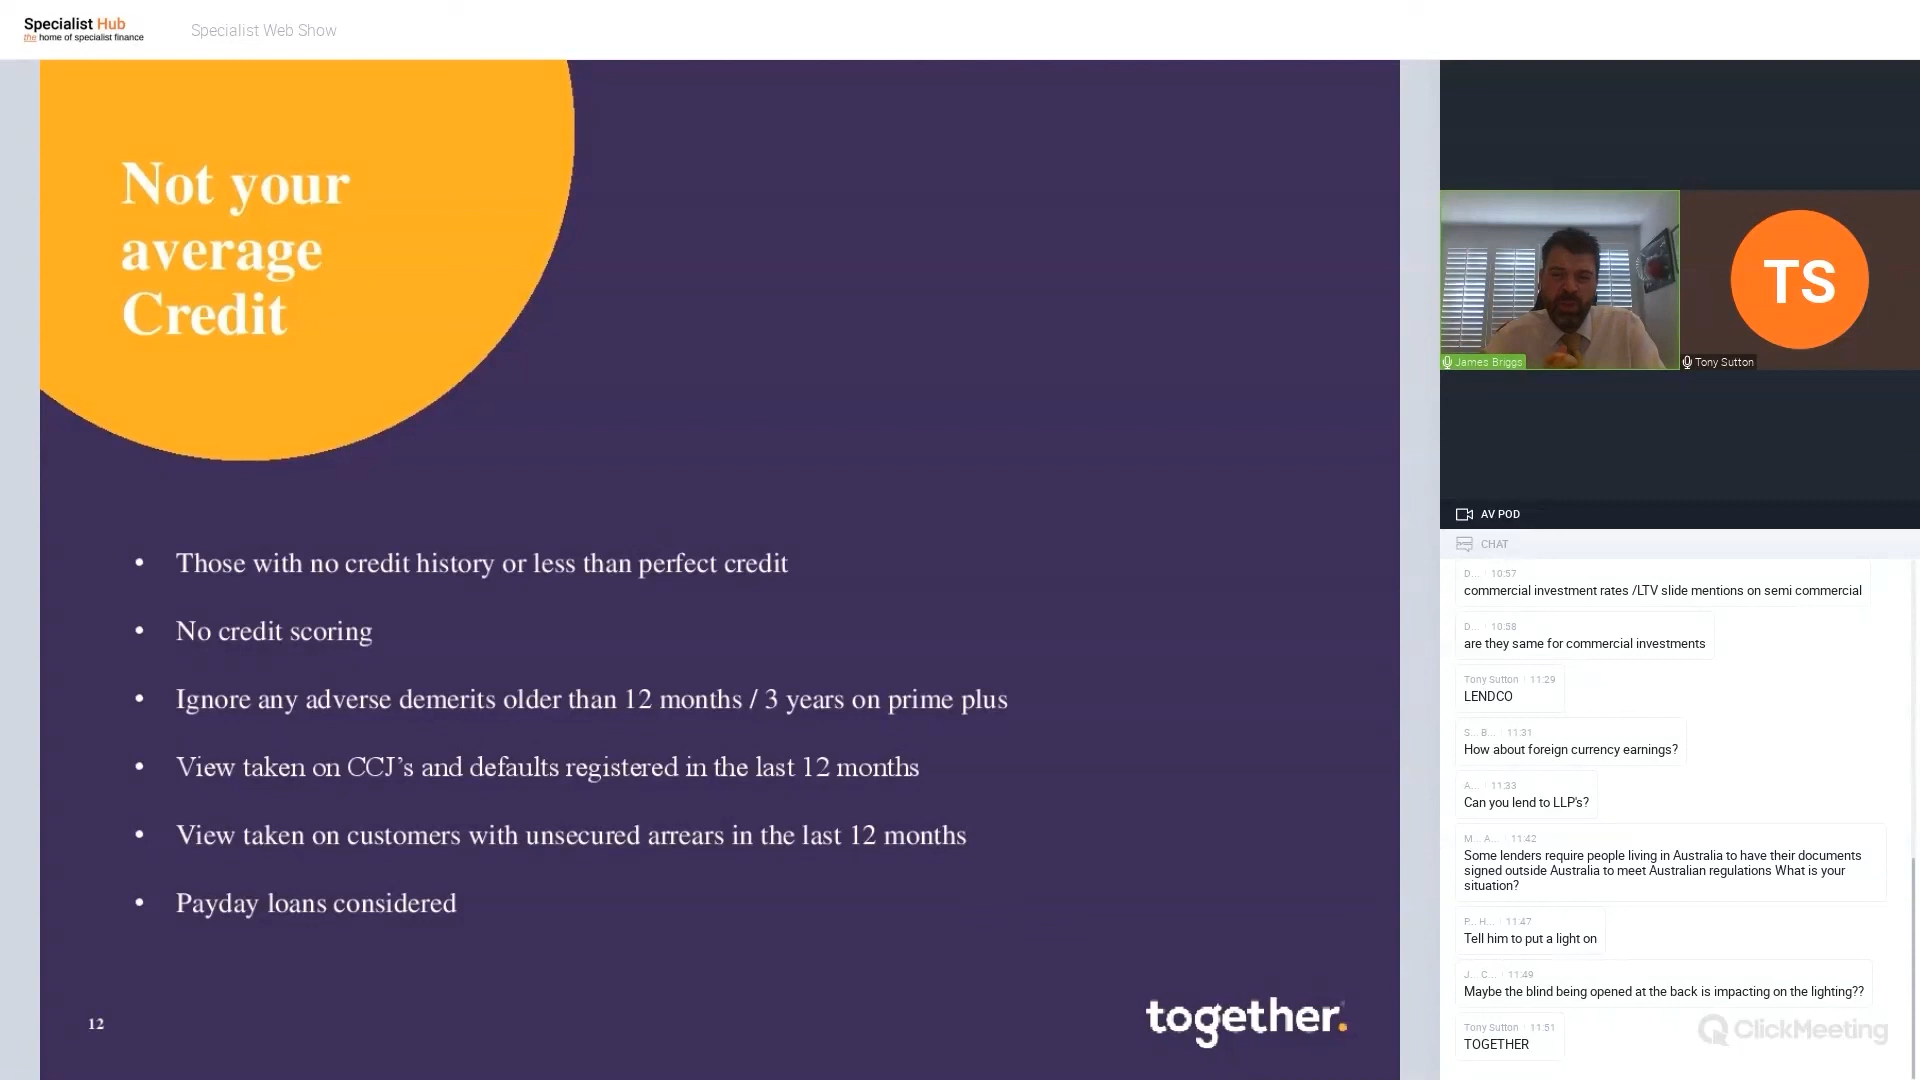 Specialist Hub
the home of specialist finance
Specialist Web Show
Not your
average
Credit
• Those with no credit history or less than perfect credit
• No credit scoring
• Ignore any adverse demerits older than 12 months / 3 years on prime plus
• View taken on CCJ’s and defaults registered in the last 12 months
• View taken on customers with unsecured arrears in the last 12 months
• Payday loans considered
12
together.
TS
James Briggs
Tony Sutton
AV POD
CHAT
D... 10:57
commercial investment rates /LTV slide mentions on semi commercial
D... 10:58
are they same for commercial investments
Tony Sutton 11:29
LENDCO
S... B... 11:31
How about foreign currency earnings?
A... 11:33
Can you lend to LLP's?
M... A... 11:42
Some lenders require people living in Australia to have their documents
signed outside Australia to meet Australian regulations What is your
situation?
P... H... 11:47
Tell him to put a light on
J... C... 11:49
Maybe the blind being opened at the back is impacting on the lighting??
Tony Sutton 11:51
TOGETHER
ClickMeeting